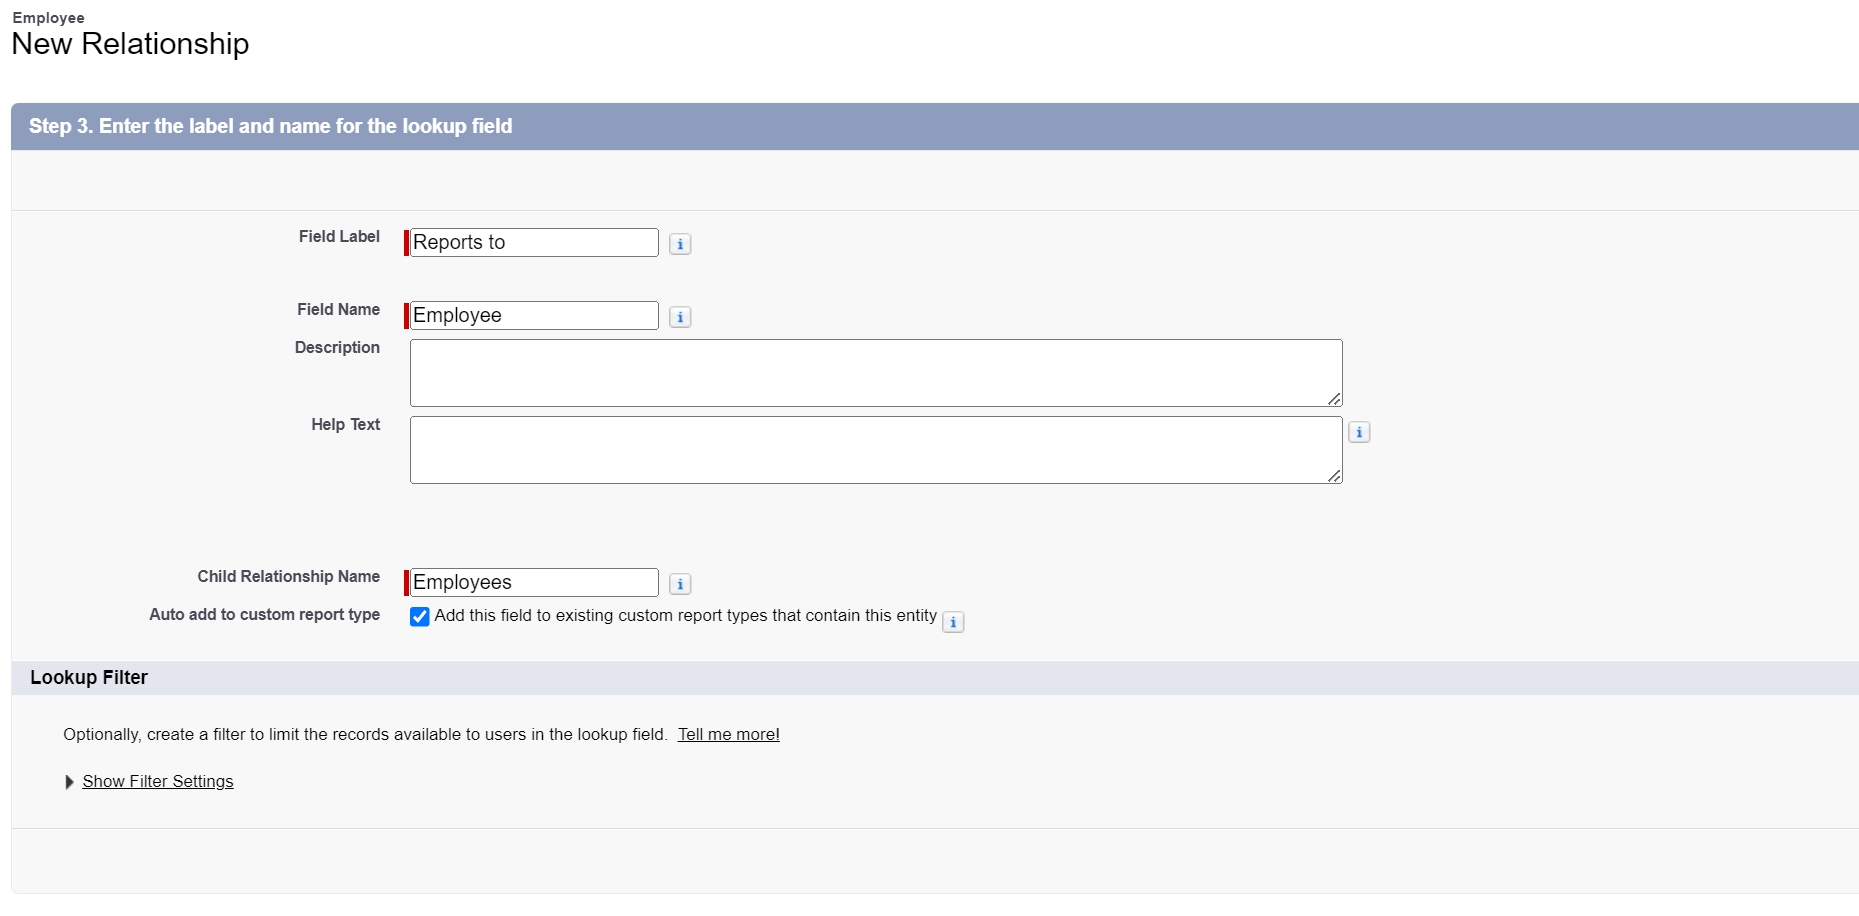 Employee
New Relationship
Step 3. Enter the label and name for the lookup field
Field Label
Reports to
Field Name
Employee
Description
Help Text
Child Relationship Name
Employees
Auto add to custom report type
Add this field to existing custom report types that contain this entity
Lookup Filter
Optionally, create a filter to limit the records available to users in the lookup field. Tell me more!
Show Filter Settings